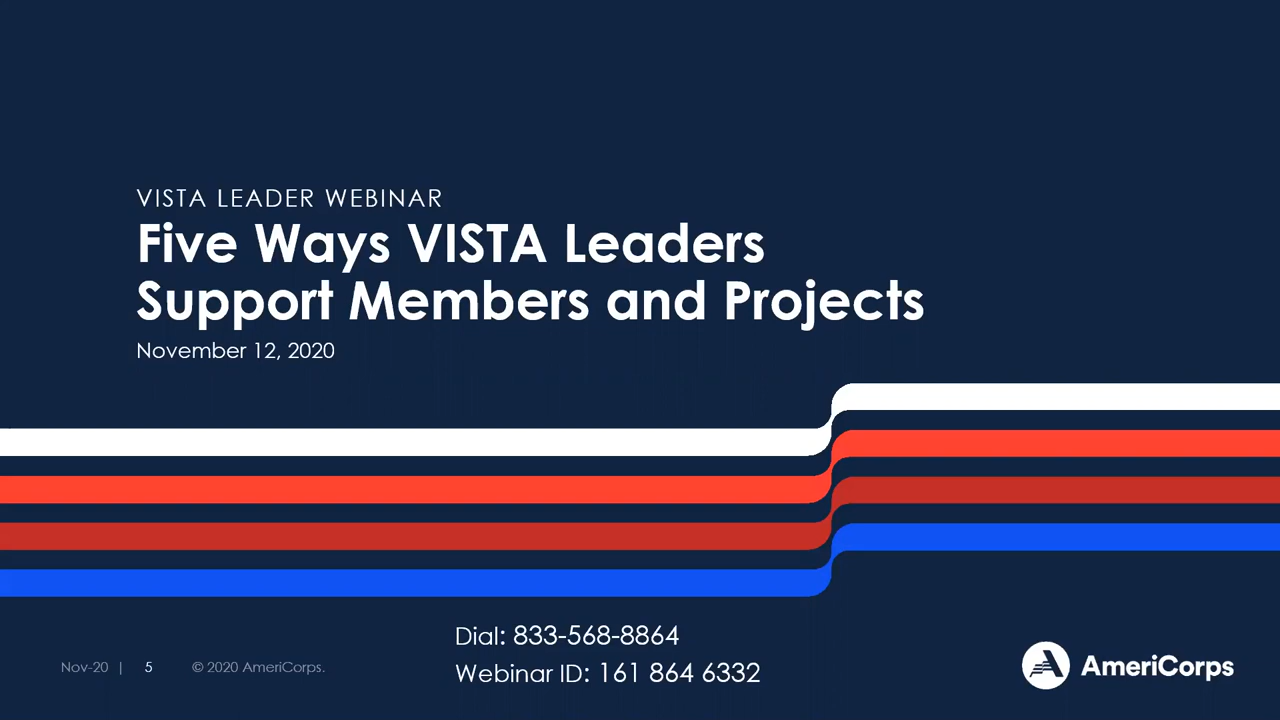 VISTA LEADER WEBINAR
Five Ways VISTA Leaders
Support Members and Projects
November 12, 2020
Dial: 833-568-8864
Webinar ID: 161 864 6332
Nov-20 | 5 © 2020 AmeriCorps.
AmeriCorps